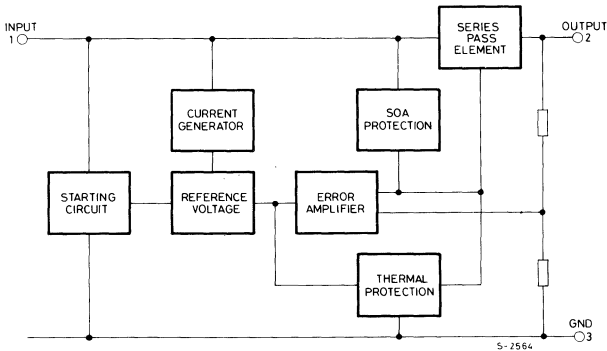 INPUT
1
SERIES
PASS
ELEMENT
OUTPUT
2
CURRENT
GENERATOR
SOA
PROTECTION
STARTING
CIRCUIT
REFERENCE
VOLTAGE
ERROR
AMPLIFIER
THERMAL
PROTECTION
GND
3
S-2564